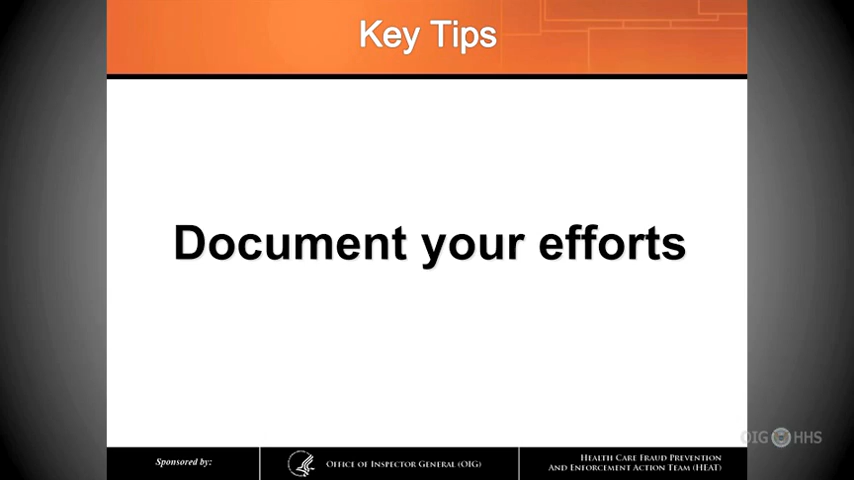 Key Tips
Document your efforts
OIG HHS
Sponsored by:
Office of Inspector General (OIG)
Health Care Fraud Prevention
And Enforcement Action Team (HEAT)